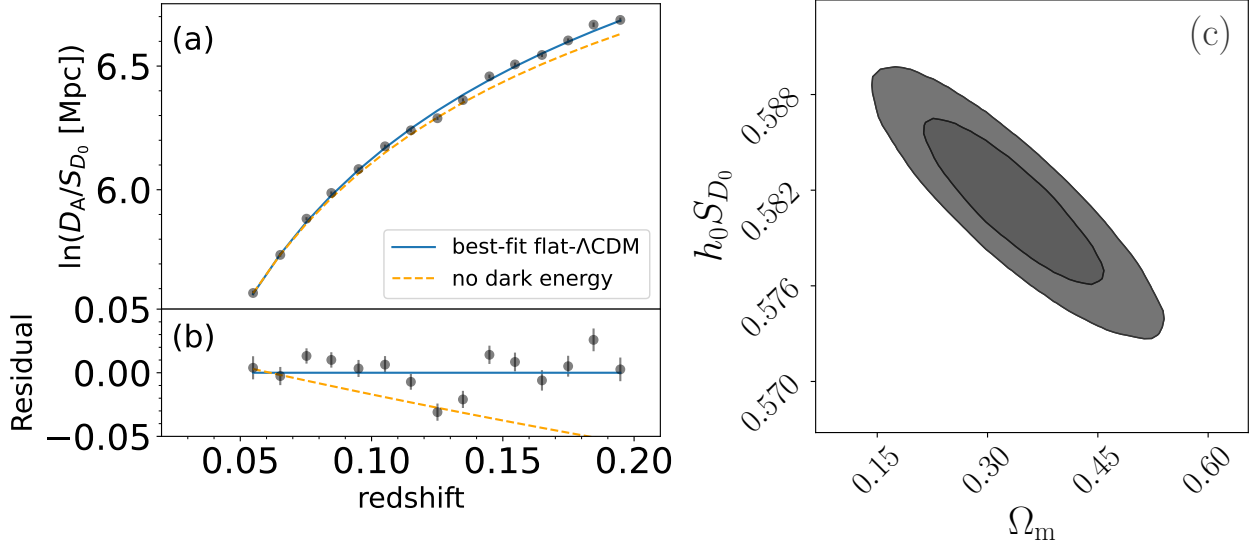 (a)
ln(D_A/S_{D_0} [Mpc]
6.5
6.0
best-fit flat-ΛCDM
no dark energy
0.05
(b)
Residual
0.00
−0.05
0.05 0.10 0.15 0.20
redshift
(c)
h_0S_{D_0}
0.588
0.582
0.576
0.570
0.15 0.30 0.45 0.60
Ω_m